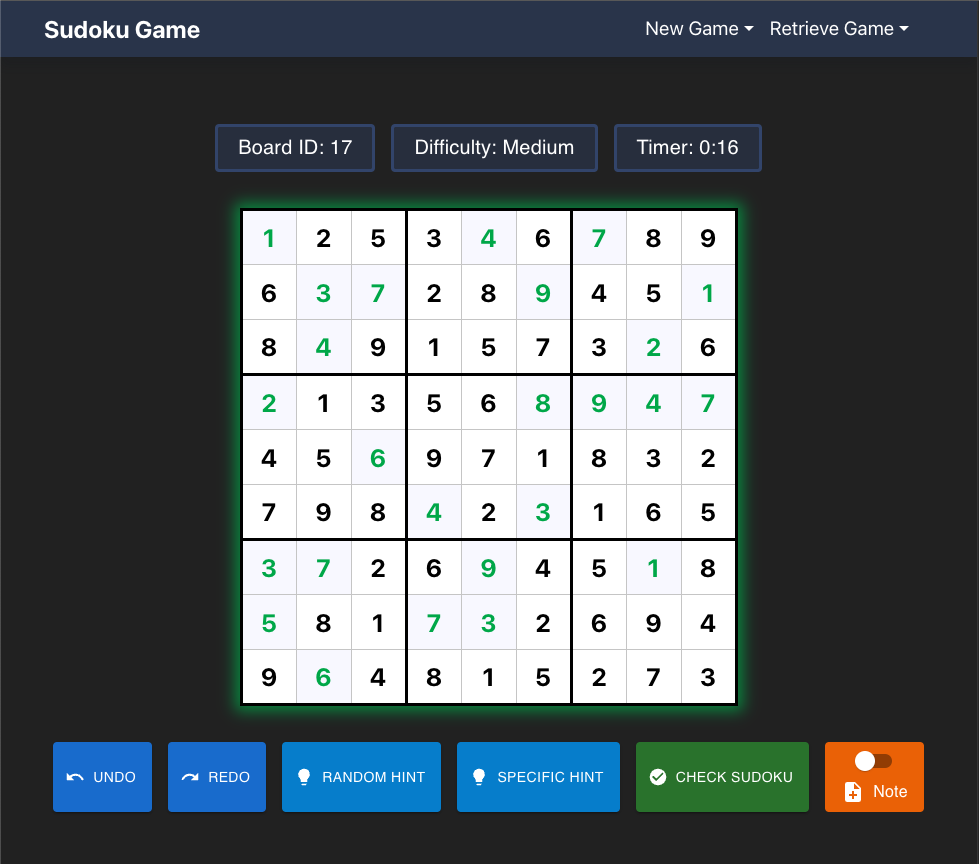 Sudoku Game New Game Retrieve Game
Board ID: 17 Difficulty: Medium Timer: 0:16
1 2 5 3 4 6 7 8 9
6 3 7 2 8 9 4 5 1
8 4 9 1 5 7 3 2 6
2 1 3 5 6 8 9 4 7
4 5 6 9 7 1 8 3 2
7 9 8 4 2 3 1 6 5
3 7 2 6 9 4 5 1 8
5 8 1 7 3 2 6 9 4
9 6 4 8 1 5 2 7 3
UNDO REDO RANDOM HINT SPECIFIC HINT CHECK SUDOKU Note